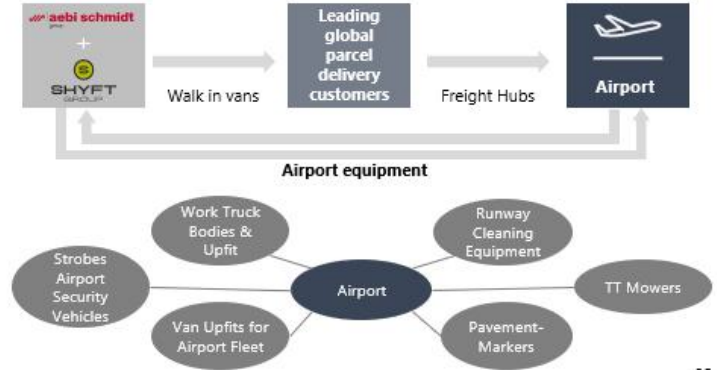 aebi schmidt
group
+
S
SHYFT
GROUP
Walk in vans
Leading
global
parcel
delivery
customers
Freight Hubs
Airport
Airport equipment
Work Truck
Bodies &
Upfit
Runway
Cleaning
Equipment
Strobes
Airport
Security
Vehicles
Airport
TT Mowers
Van Upfits for
Airport Fleet
Pavement-
Markers